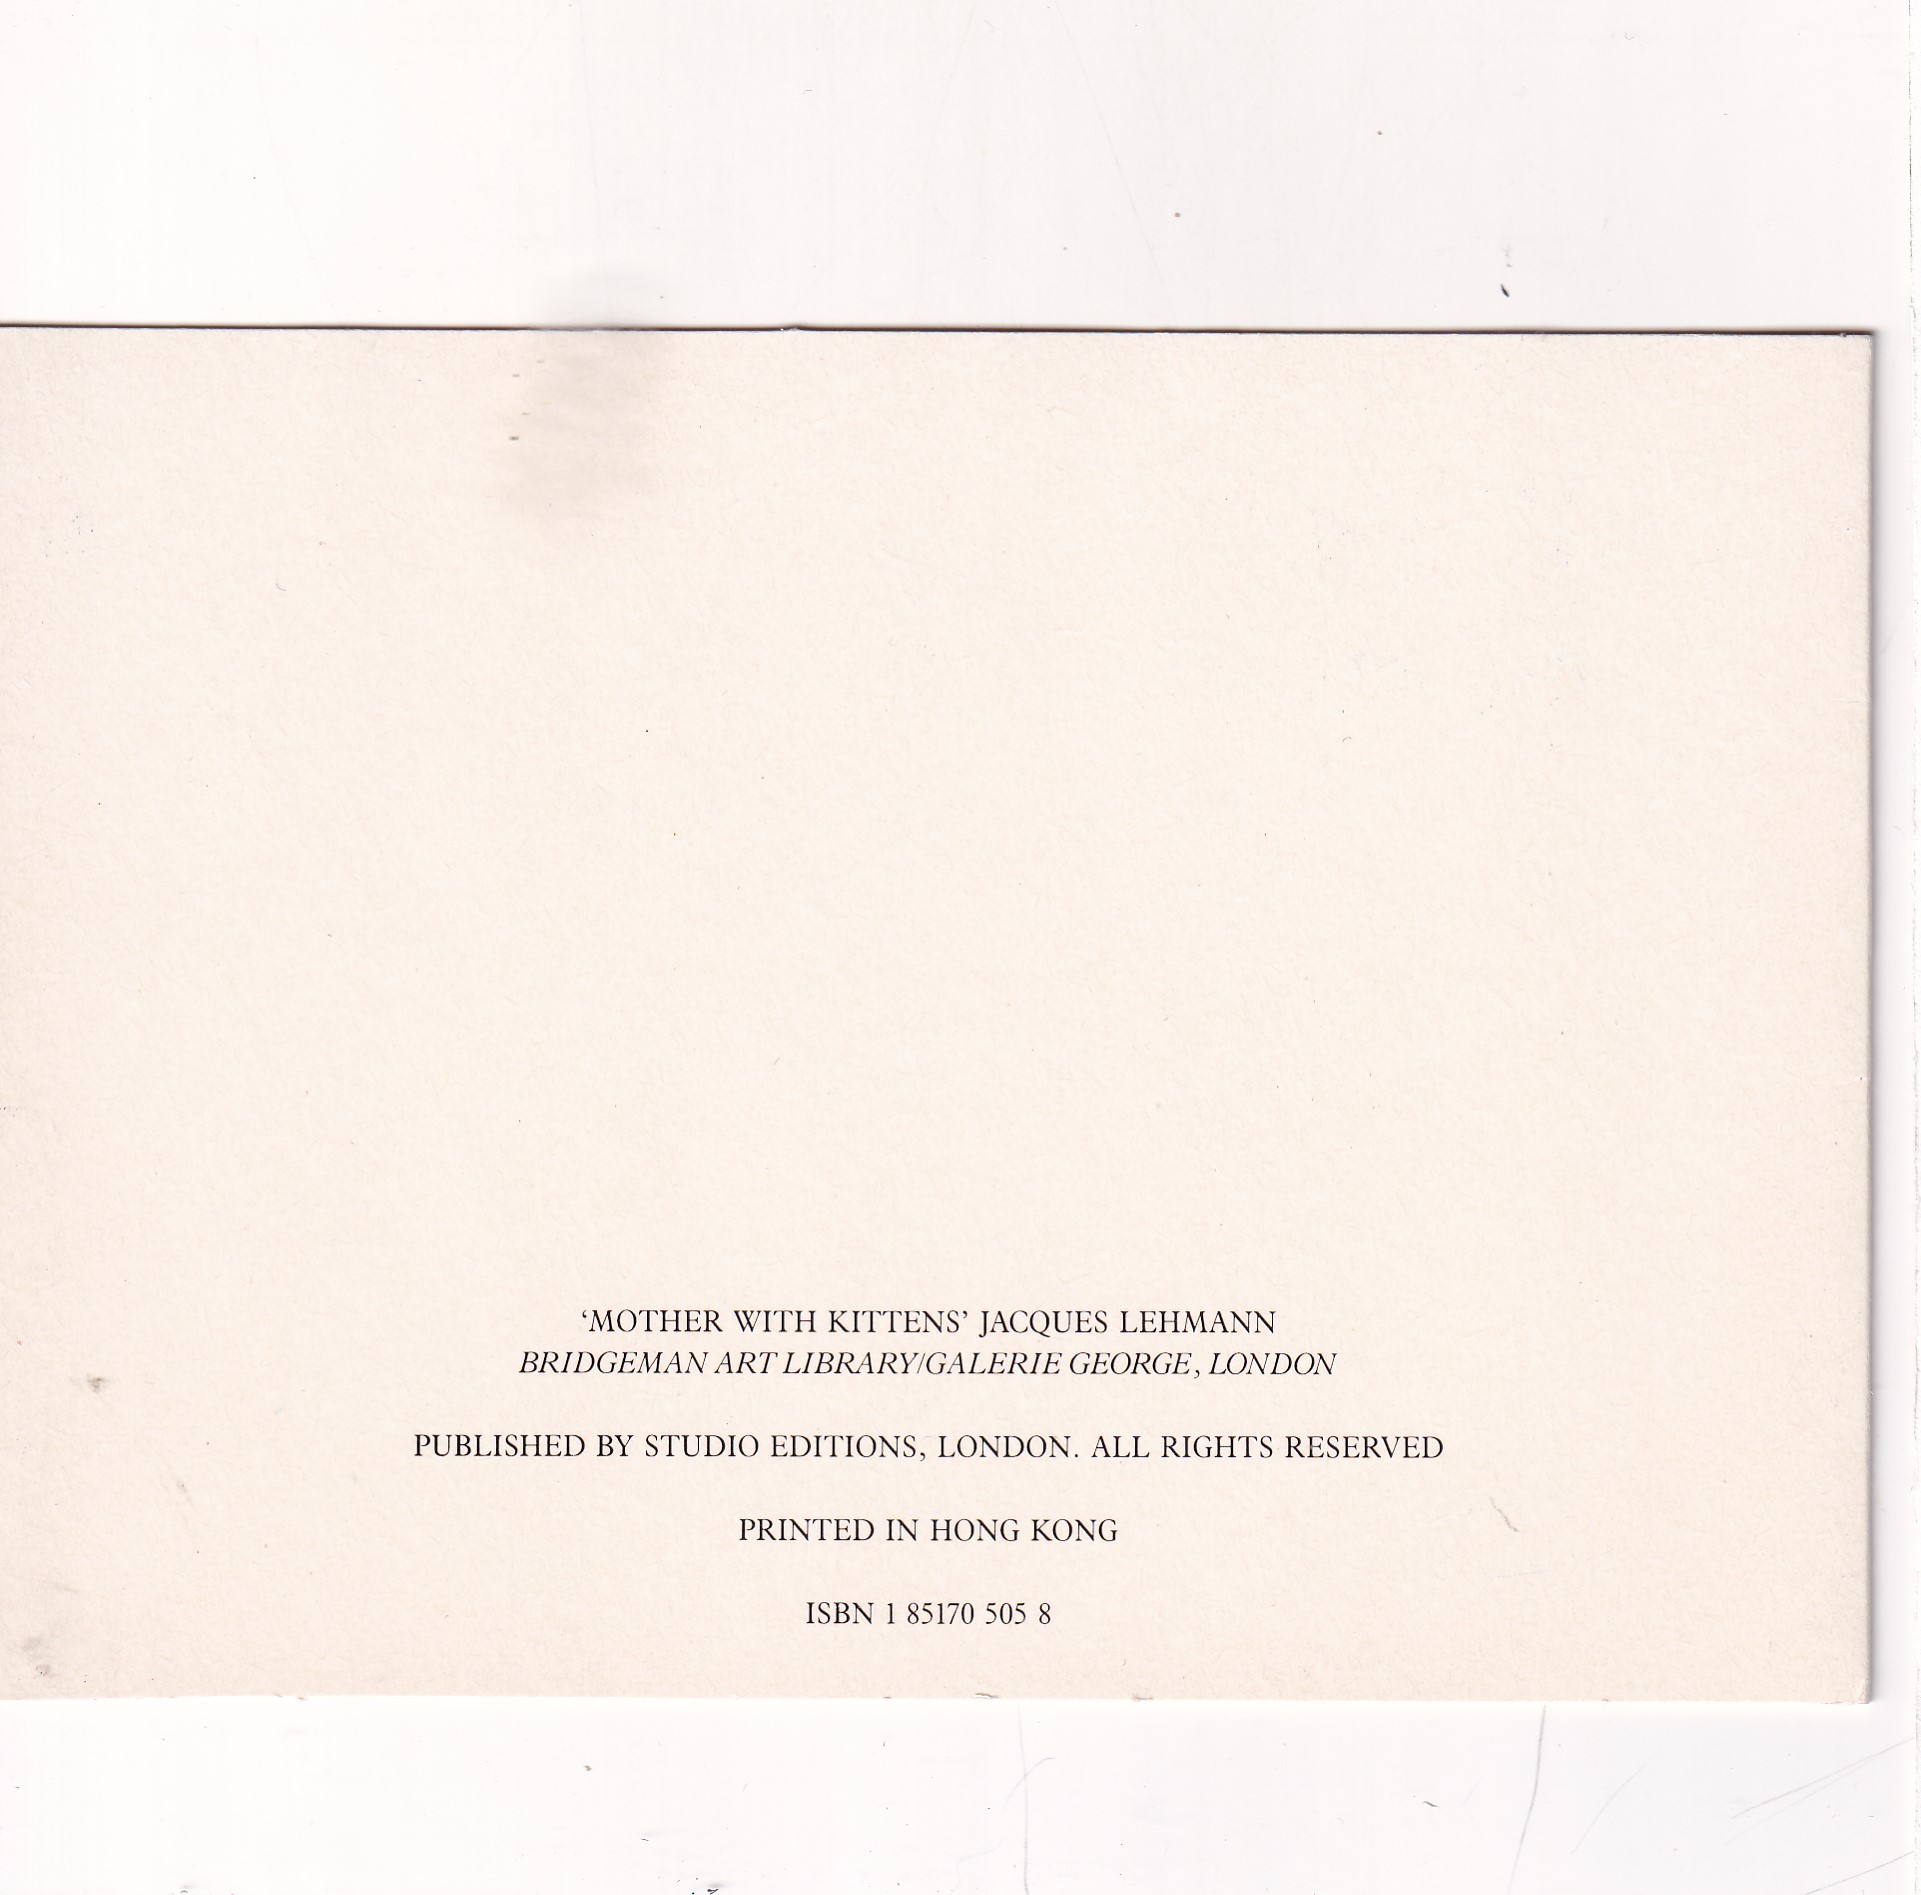 ‘MOTHER WITH KITTENS’ JACQUES LEHMANN
BRIDGEMAN ART LIBRARY/GALERIE GEORGE, LONDON
PUBLISHED BY STUDIO EDITIONS, LONDON. ALL RIGHTS RESERVED
PRINTED IN HONG KONG
ISBN 1 85170 505 8